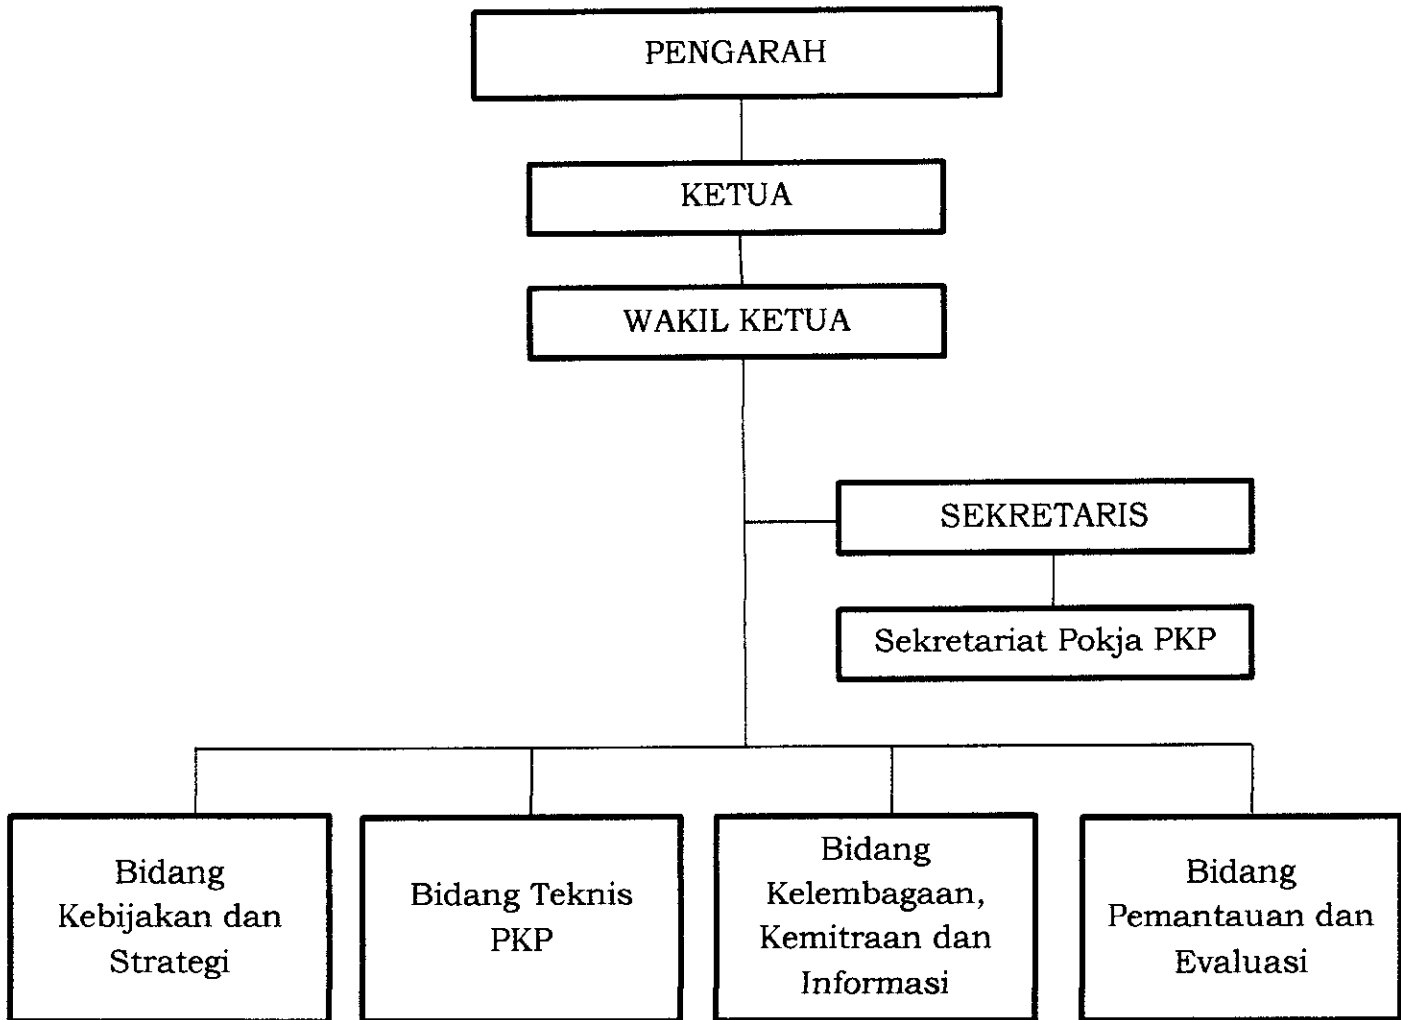 PENGARAH
KETUA
WAKIL KETUA
SEKRETARIS
Sekretariat Pokja PKP
Bidang
Kebijakan dan
Strategi
Bidang Teknis
PKP
Bidang
Kelembagaan,
Kemitraan dan
Informasi
Bidang
Pemantauan dan
Evaluasi